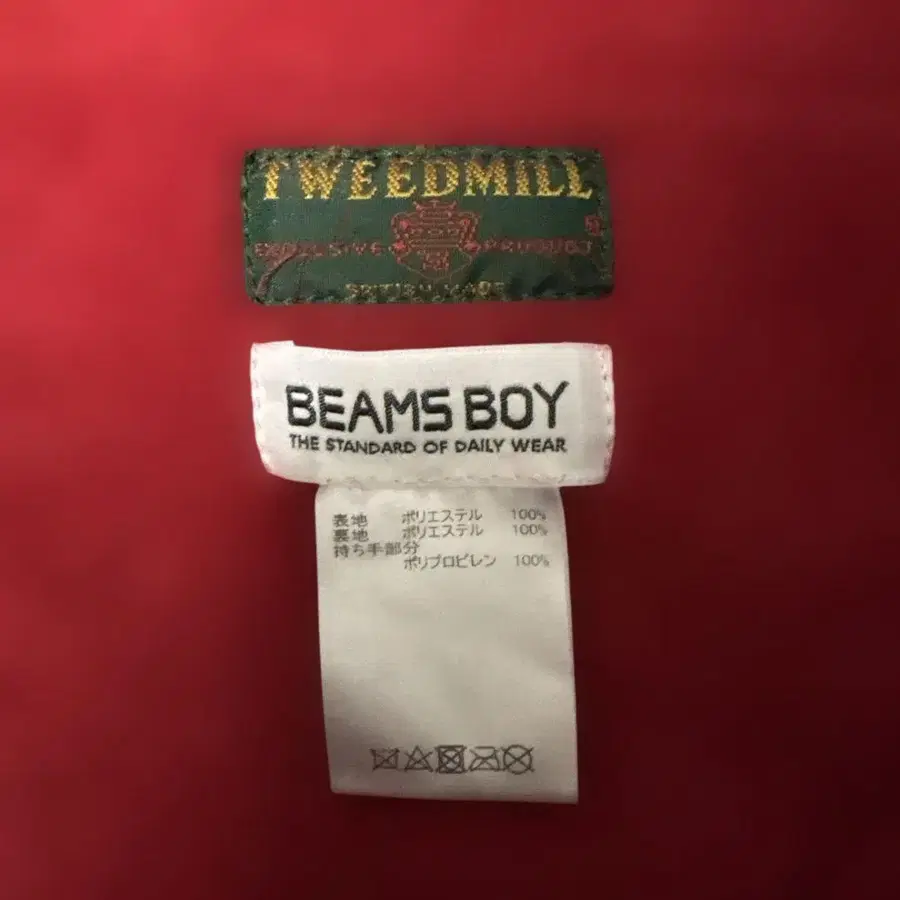 TWEEDMILL
EXCLUSIVE PRODUCT
BRITISH MADE
BEAMS BOY
THE STANDARD OF DAILY WEAR
表地 ポリエステル 100%
裏地 ポリエステル 100%
持ち手部分
ポリプロピレン 100%